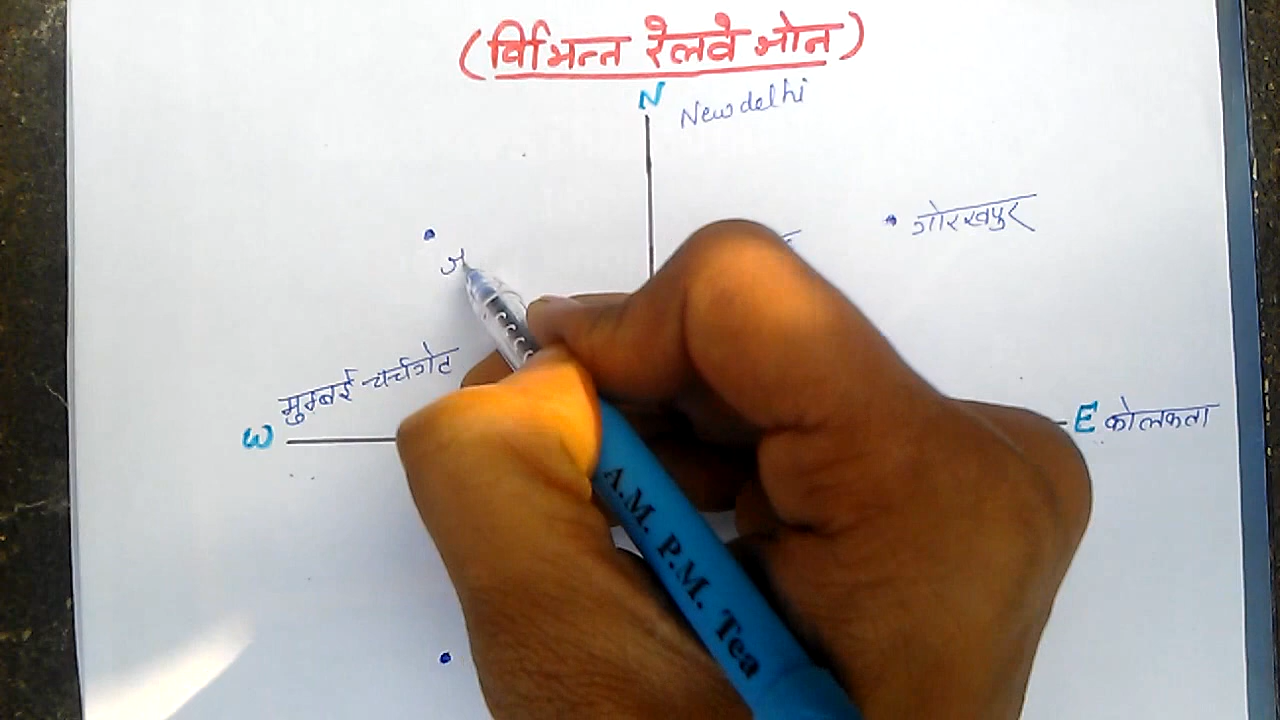 (विभिन्न रेलवे जोन)
N New delhi
गोरखपुर
ज
मुम्बई चर्चगेट
W
E कोलकता
A.M. P.M. Tea